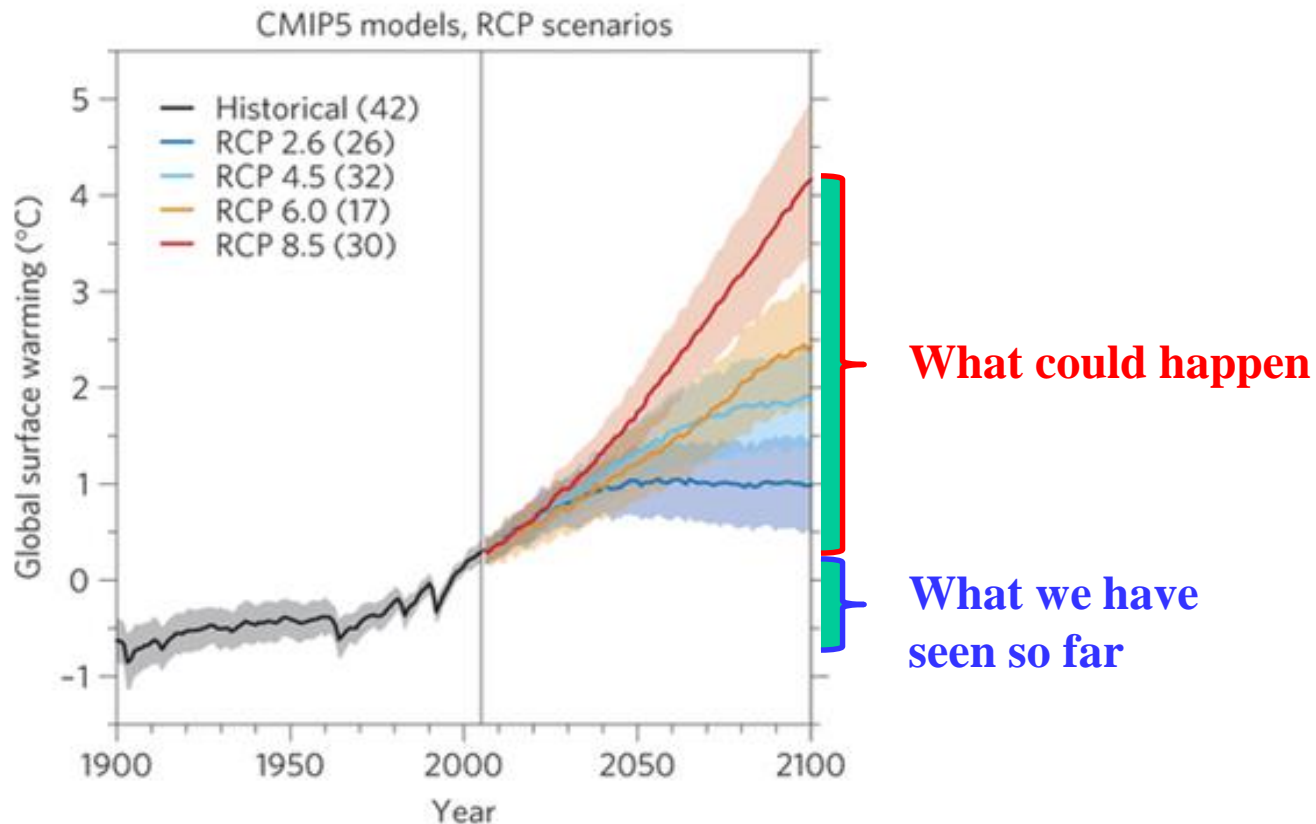 CMIP5 models, RCP scenarios
Historical (42)
RCP 2.6 (26)
RCP 4.5 (32)
RCP 6.0 (17)
RCP 8.5 (30)
Global surface warming (°C)
5
4
3
2
1
0
-1
1900
1950
2000
2050
2100
Year
What could happen
What we have
seen so far